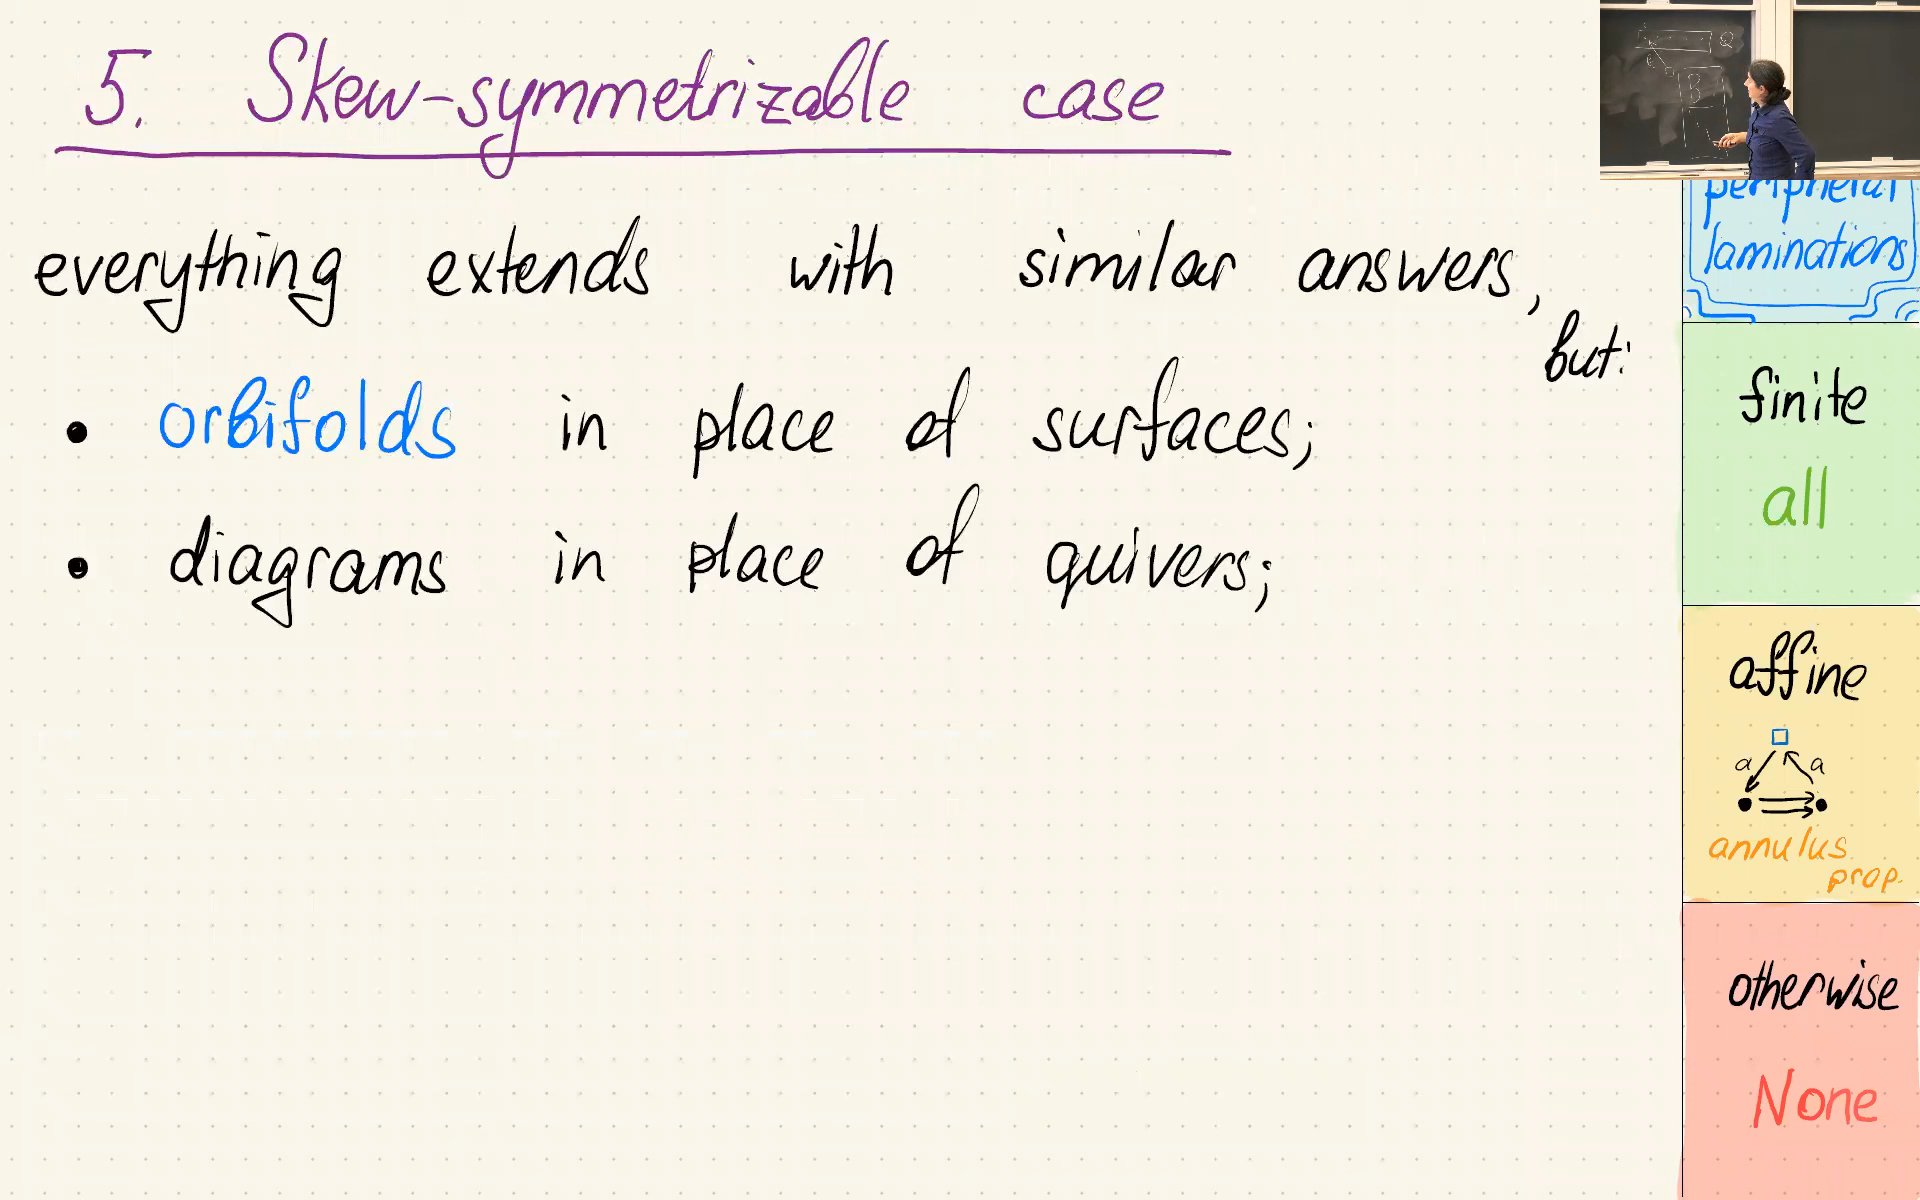 5. Skew-symmetrizable case
everything extends with similar answers,
but:
• orbifolds in place of surfaces;
• diagrams in place of quivers;
peripheral
laminations
finite
all
affine
a a
annulus
prop.
otherwise
None
Q
B